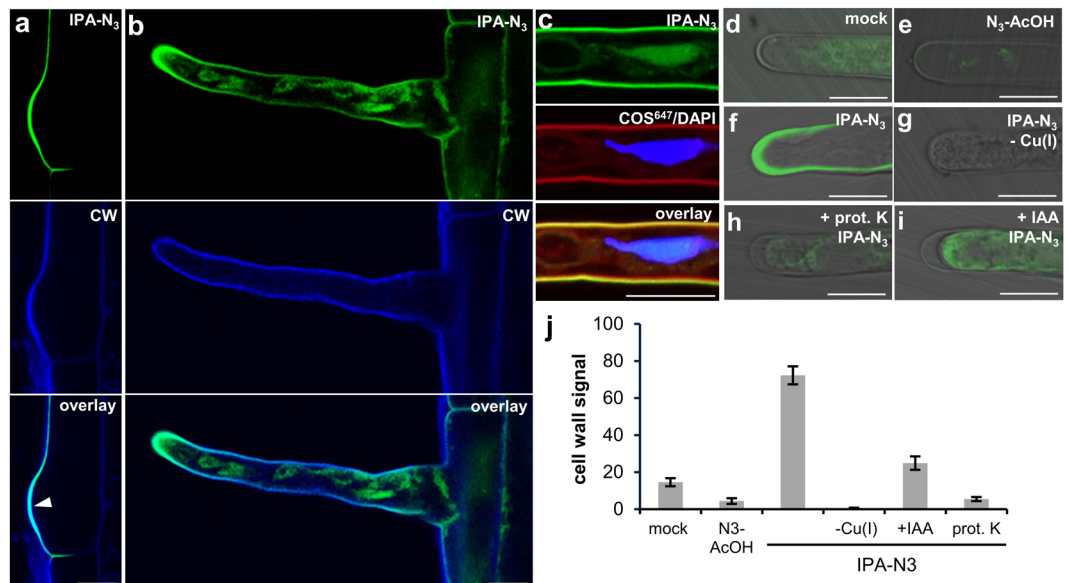 a
IPA-N3
CW
overlay
b
IPA-N3
CW
overlay
c
IPA-N3
COS647/DAPI
overlay
d
mock
e
N3-AcOH
f
IPA-N3
g
IPA-N3
- Cu(I)
h
+ prot. K
IPA-N3
i
+ IAA
IPA-N3
j
cell wall signal
100
80
60
40
20
0
mock
N3-
AcOH
-Cu(I)
+IAA
prot. K
IPA-N3